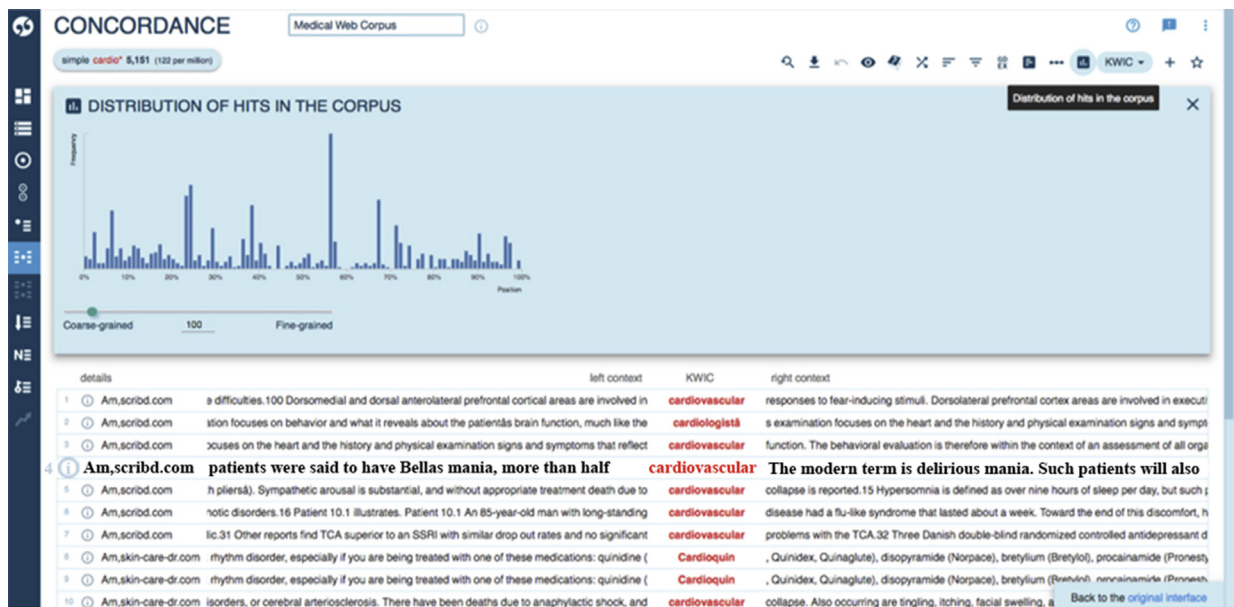 CONCORDANCE
Medical Web Corpus
simple cardio* 5,151 (122 per million)
KWIC
DISTRIBUTION OF HITS IN THE CORPUS
Distribution of hits in the corpus
Frequency
0% 10% 20% 30% 40% 50% 60% 70% 80% 90% 100%
Position
Coarse-grained 100 Fine-grained
details left context KWIC right context
1 Am,scribd.com e difficulties.100 Dorsomedial and dorsal anterolateral prefrontal cortical areas are involved in cardiovascular responses to fear-inducing stimuli. Dorsolateral prefrontal cortex areas are involved in executi
2 Am,scribd.com ation focuses on behavior and what it reveals about the patientâs brain function, much like the cardiologistâ s examination focuses on the heart and the history and physical examination signs and sympt
3 Am,scribd.com ocuses on the heart and the history and physical examination signs and symptoms that reflect cardiovascular function. The behavioral evaluation is therefore within the context of an assessment of all orga
4 Am,scribd.com patients were said to have Bellas mania, more than half cardiovascular The modern term is delirious mania. Such patients will also
5 Am,scribd.com h pliersâ). Sympathetic arousal is substantial, and without appropriate treatment death due to cardiovascular collapse is reported.15 Hypersomnia is defined as over nine hours of sleep per day, but such p
6 Am,scribd.com hotic disorders.16 Patient 10.1 illustrates. Patient 10.1 An 85-year-old man with long-standing cardiovascular disease had a flu-like syndrome that lasted about a week. Toward the end of this discomfort, h
7 Am,scribd.com lic.31 Other reports find TCA superior to an SSRI with similar drop out rates and no significant cardiovascular problems with the TCA.32 Three Danish double-blind randomized controlled antidepressant d
8 Am,skin-care-dr.com rhythm disorder, especially if you are being treated with one of these medications: quinidine ( Cardioquin , Quinidex, Quinaglute), disopyramide (Norpace), bretylium (Bretylol), procainamide (Pronesty
9 Am,skin-care-dr.com rhythm disorder, especially if you are being treated with one of these medications: quinidine ( Cardioquin , Quinidex, Quinaglute), disopyramide (Norpace), bretylium (Bretylol), procainamide (Pronesty
10 Am,skin-care-dr.com isorders, or cerebral arteriosclerosis. There have been deaths due to anaphylactic shock, and cardiovascular collapse. Also occurring are tingling, itching, facial swelling, a
Back to the original interface